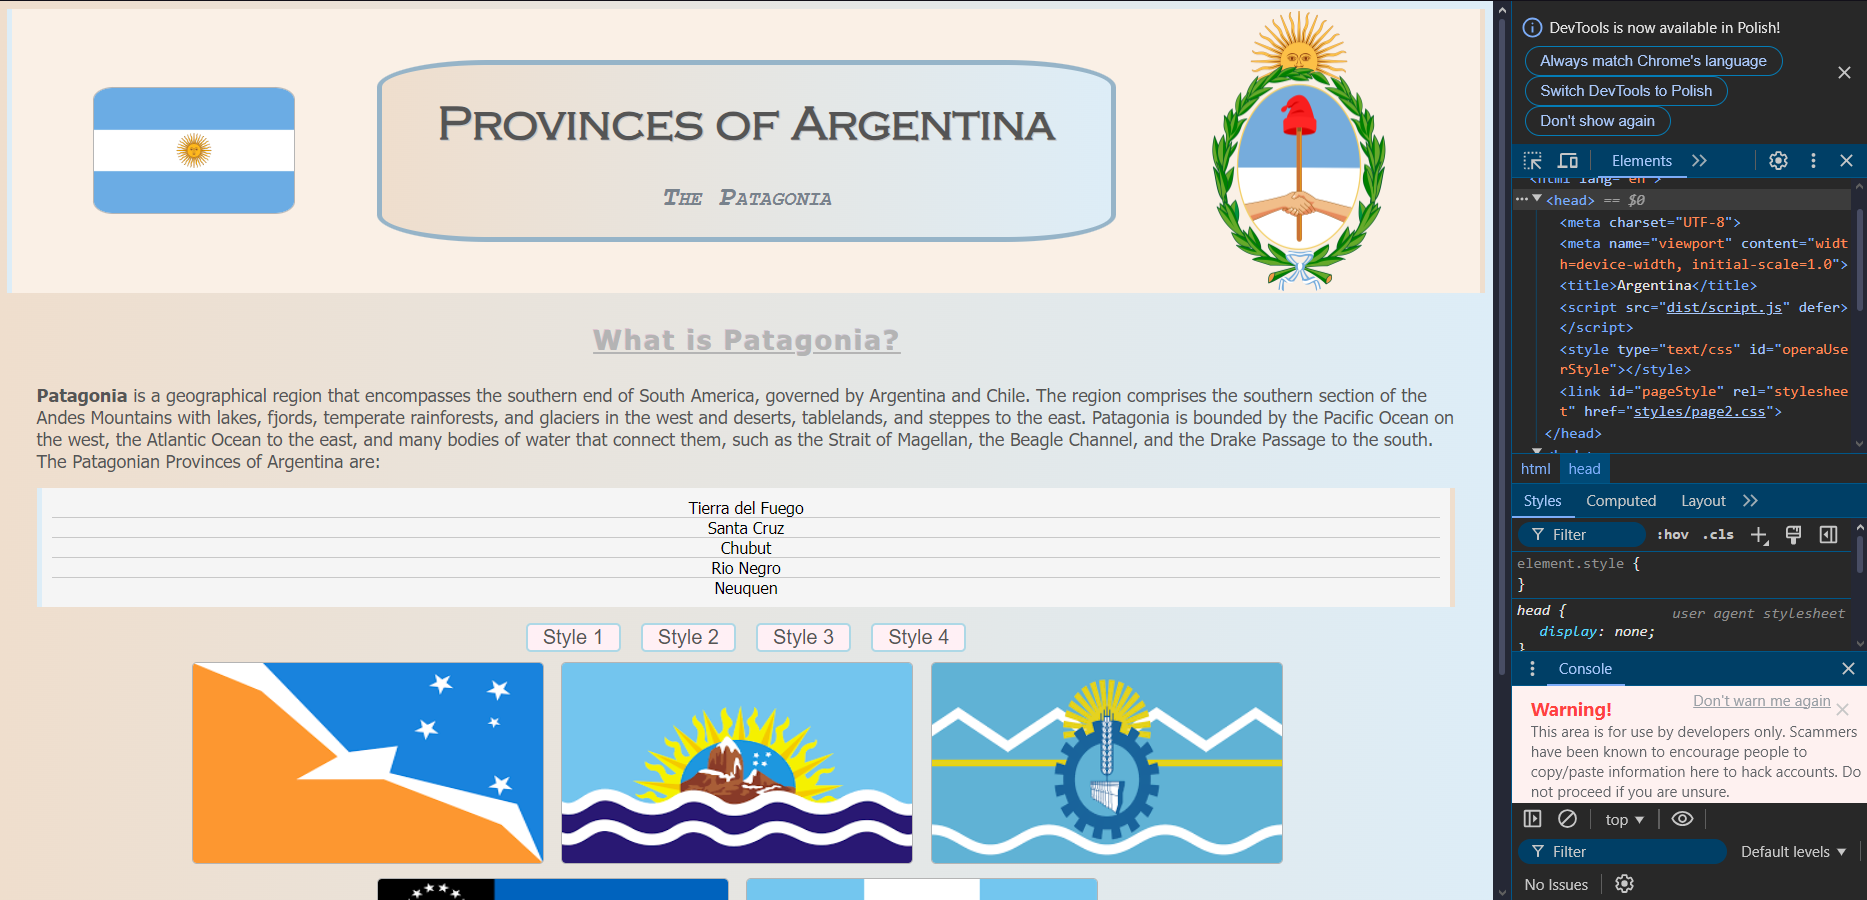 Provinces of Argentina
The Patagonia
What is Patagonia?
Patagonia is a geographical region that encompasses the southern end of South America, governed by Argentina and Chile. The region comprises the southern section of the
Andes Mountains with lakes, fjords, temperate rainforests, and glaciers in the west and deserts, tablelands, and steppes to the east. Patagonia is bounded by the Pacific Ocean on
the west, the Atlantic Ocean to the east, and many bodies of water that connect them, such as the Strait of Magellan, the Beagle Channel, and the Drake Passage to the south.
The Patagonian Provinces of Argentina are:
Tierra del Fuego
Santa Cruz
Chubut
Rio Negro
Neuquen
Style 1 Style 2 Style 3 Style 4
DevTools is now available in Polish!
Always match Chrome's language
Switch DevTools to Polish
Don't show again
Elements
<html lang="en">
<head> == $0
<meta charset="UTF-8">
<meta name="viewport" content="widt
h=device-width, initial-scale=1.0">
<title>Argentina</title>
<script src="dist/script.js" defer>
</script>
<style type="text/css" id="operaUse
rStyle"></style>
<link id="pageStyle" rel="styleshee
t" href="styles/page2.css">
</head>
html head
Styles Computed Layout
Filter :hov .cls
element.style {
}
head { user agent stylesheet
display: none;
}
Console
Warning! Don't warn me again
This area is for use by developers only. Scammers
have been known to encourage people to
copy/paste information here to hack accounts. Do
not proceed if you are unsure.
top
Filter Default levels
No Issues